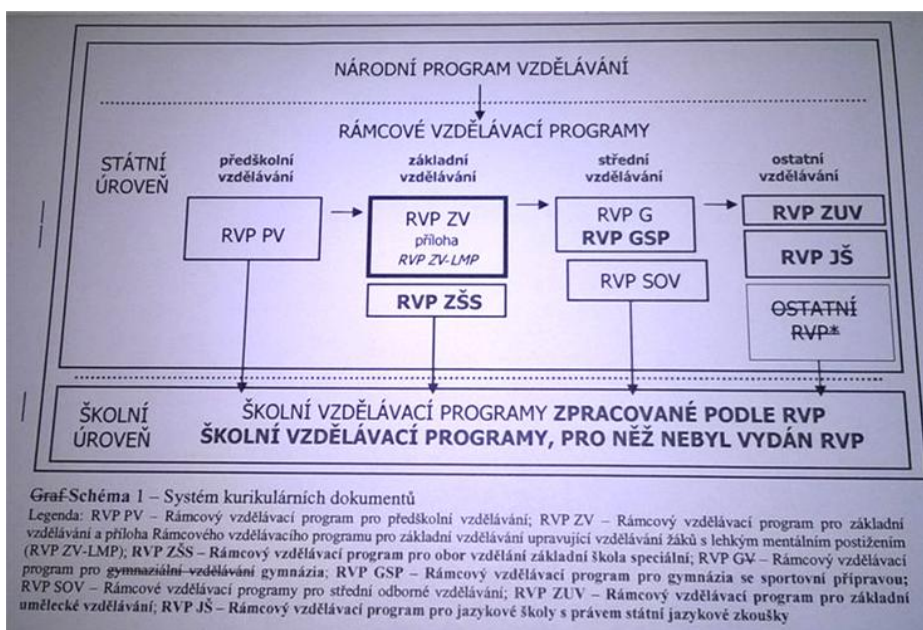 NÁRODNÍ PROGRAM VZDĚLÁVÁNÍ
RÁMCOVÉ VZDĚLÁVACÍ PROGRAMY
STÁTNÍ
ÚROVEŇ
předškolní
vzdělávání
základní
vzdělávání
střední
vzdělávání
ostatní
vzdělávání
RVP PV
RVP ZV
příloha
RVP ZV-LMP
RVP ZŠS
RVP G
RVP GSP
RVP SOV
RVP ZUV
RVP JŠ
OSTATNÍ
RVP*
ŠKOLNÍ
ÚROVEŇ
ŠKOLNÍ VZDĚLÁVACÍ PROGRAMY ZPRACOVANÉ PODLE RVP
ŠKOLNÍ VZDĚLÁVACÍ PROGRAMY, PRO NĚŽ NEBYL VYDÁN RVP
Graf Schéma 1 – Systém kurikulárních dokumentů
Legenda: RVP PV – Rámcový vzdělávací program pro předškolní vzdělávání; RVP ZV – Rámcový vzdělávací program pro základní
vzdělávání a příloha Rámcového vzdělávacího programu pro základní vzdělávání upravující vzdělávání žáků s lehkým mentálním postižením
(RVP ZV-LMP); RVP ZŠS – Rámcový vzdělávací program pro obor vzdělání základní škola speciální; RVP GV – Rámcový vzdělávací
program pro gymnaziální vzdělávání gymnázia; RVP GSP – Rámcový vzdělávací program pro gymnázia se sportovní přípravou;
RVP SOV – Rámcové vzdělávací programy pro střední odborné vzdělávání; RVP ZUV – Rámcový vzdělávací program pro základní
umělecké vzdělávání; RVP JŠ – Rámcový vzdělávací program pro jazykové školy s právem státní jazykové zkoušky